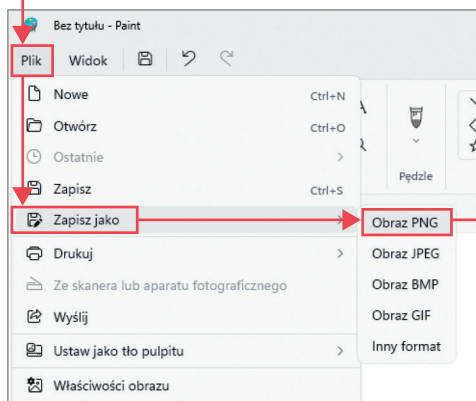 Bez tytułu - Paint
Plik Widok
Nowe Ctrl+N
Otwórz Ctrl+O
Ostatnie
Zapisz Ctrl+S
Zapisz jako
Drukuj
Ze skanera lub aparatu fotograficznego
Wyślij
Ustaw jako tło pulpitu
Właściwości obrazu
Pędzle
Obraz PNG
Obraz JPEG
Obraz BMP
Obraz GIF
Inny format